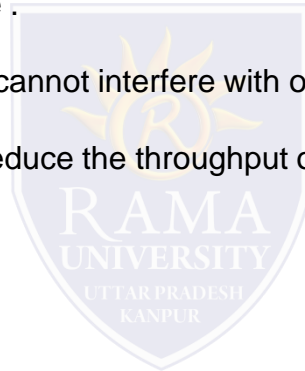 e .
cannot interfere with o
educe the throughput o
RAMA
UNIVERSITY
UTTAR PRADESH
KANPUR